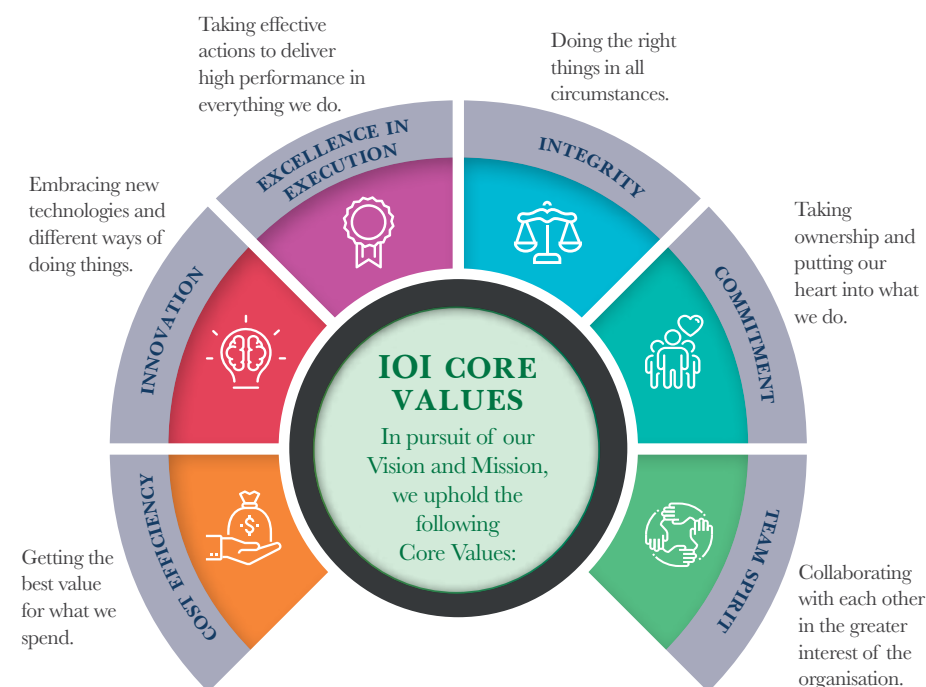 Taking effective
actions to deliver
high performance in
everything we do.
Doing the right
things in all
circumstances.
EXCELLENCE IN
EXECUTION
INTEGRITY
Embracing new
technologies and
different ways of
doing things.
Taking
ownership and
putting our
heart into what
we do.
INNOVATION
COMMITMENT
IOI CORE
VALUES
In pursuit of our
Vision and Mission,
we uphold the
following
Core Values:
COST EFFICIENCY
TEAM SPIRIT
$
Getting the
best value
for what we
spend.
Collaborating
with each other
in the greater
interest of the
organisation.